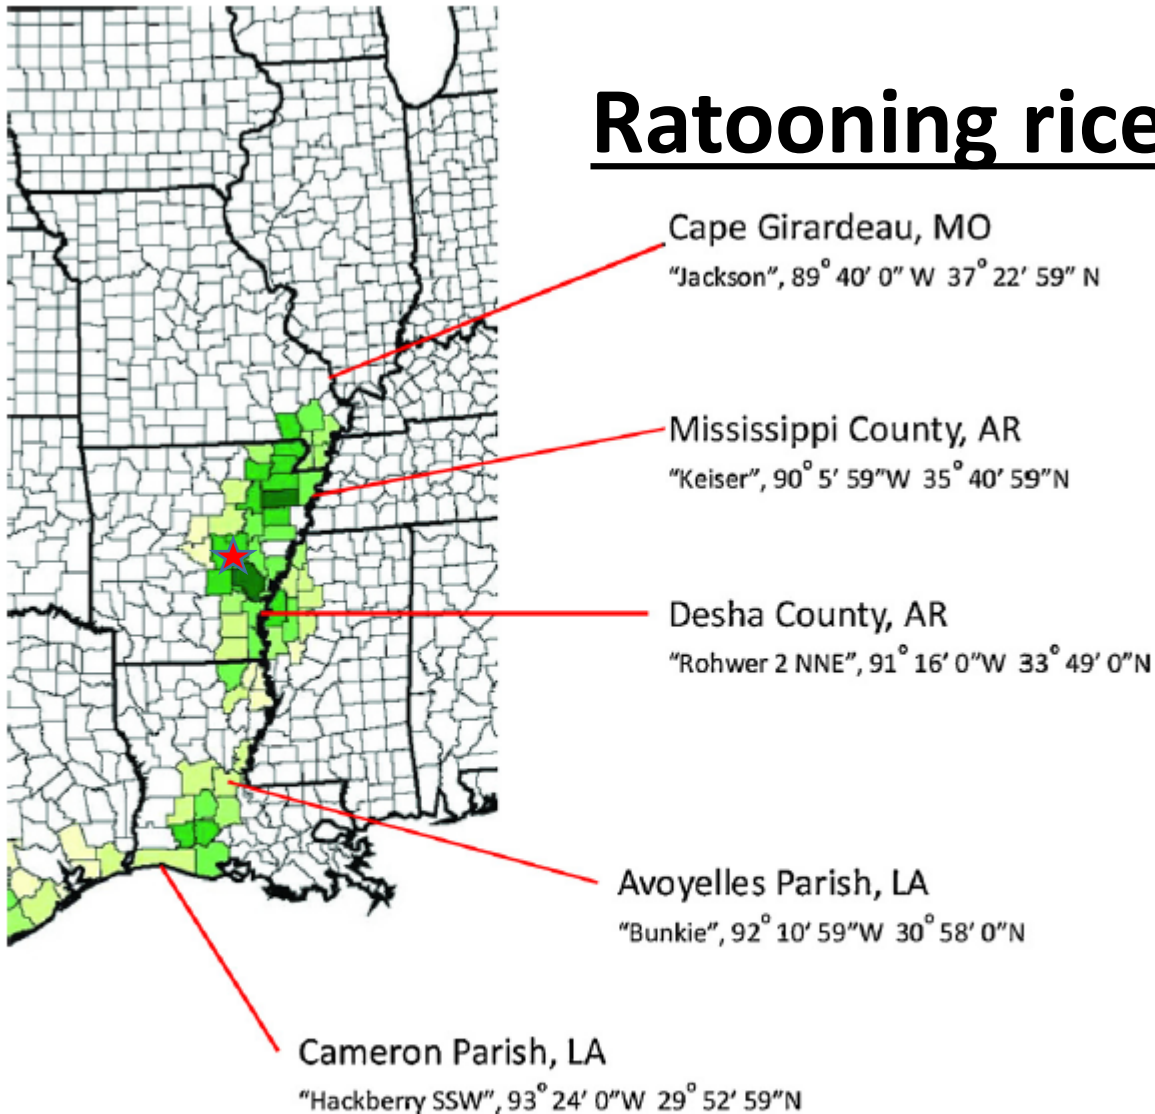 Ratooning rice
Cape Girardeau, MO
“Jackson”, 89° 40′ 0″ W 37° 22′ 59″ N
Mississippi County, AR
“Keiser”, 90° 5′ 59″W 35° 40′ 59″N
Desha County, AR
“Rohwer 2 NNE”, 91° 16′ 0″W 33° 49′ 0″N
Avoyelles Parish, LA
“Bunkie”, 92° 10′ 59″W 30° 58′ 0″N
Cameron Parish, LA
“Hackberry SSW”, 93° 24′ 0″W 29° 52′ 59″N